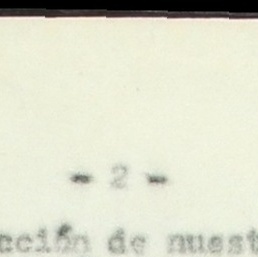 - 2 -
cción de nuest